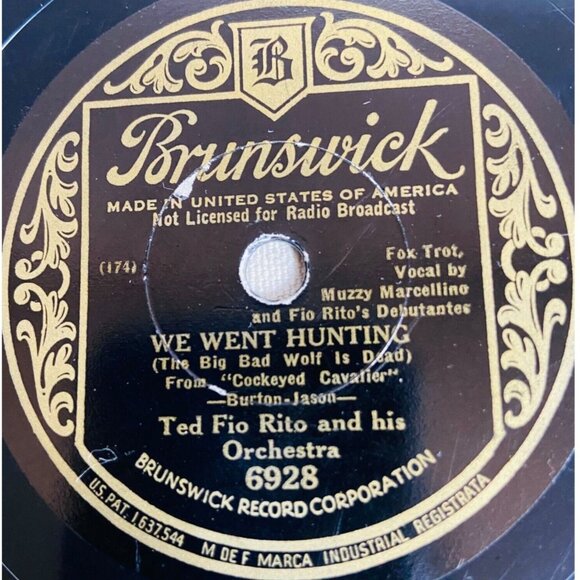 B
Brunswick
MADE IN UNITED STATES OF AMERICA
Not Licensed for Radio Broadcast
(174)
Fox Trot,
Vocal by
Muzzy Marcellino
and Fio Rito's Debutantes
WE WENT HUNTING
(The Big Bad Wolf Is Dead)
From "Cockeyed Cavalier".
—Burton-Jason—
Ted Fio Rito and his
Orchestra
6928
BRUNSWICK RECORD CORPORATION
U.S. PAT. 1,637,544 M DE F MARCA INDUSTRIAL REGISTRATA